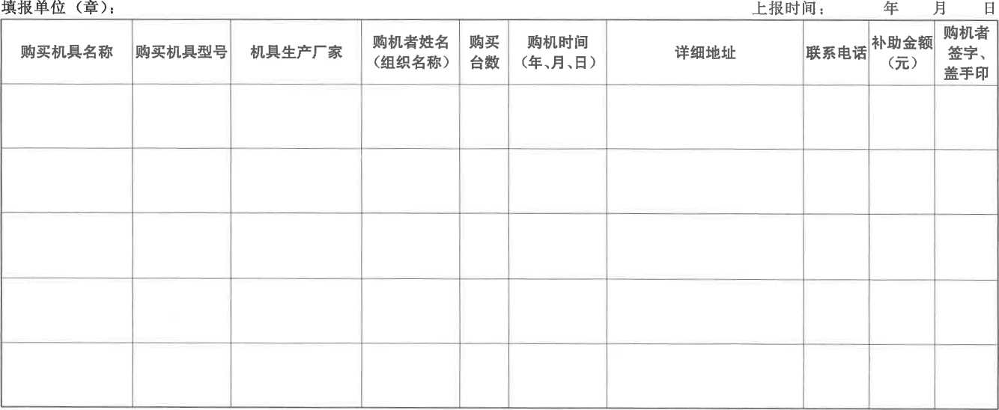 填报单位（章）： 上报时间： 年 月 日
购买机具名称 购买机具型号 机具生产厂家 购机者姓名 购买 购机时间 详细地址 联系电话 补助金额 购机者
（组织名称） 台数 （年、月、日） （元） 签字、
盖手印